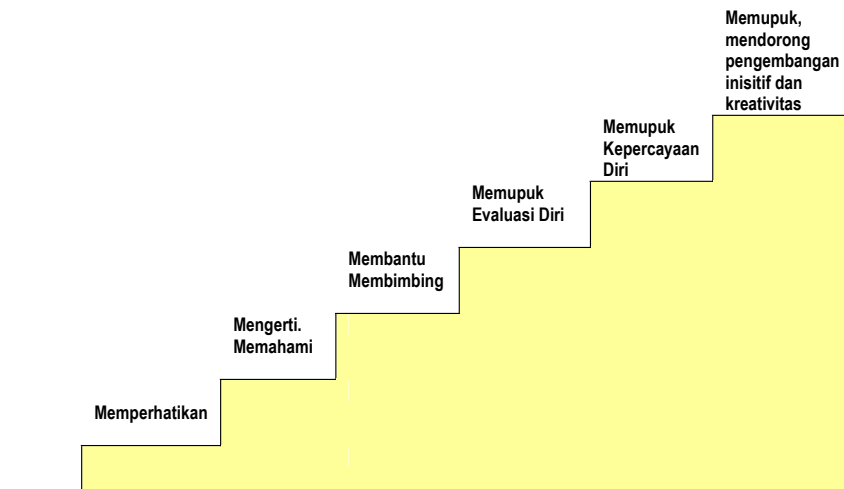 Memupuk,
mendorong
pengembangan
inisitif dan
kreativitas
Memupuk
Kepercayaan
Diri
Memupuk
Evaluasi Diri
Membantu
Membimbing
Mengerti.
Memahami
Memperhatikan